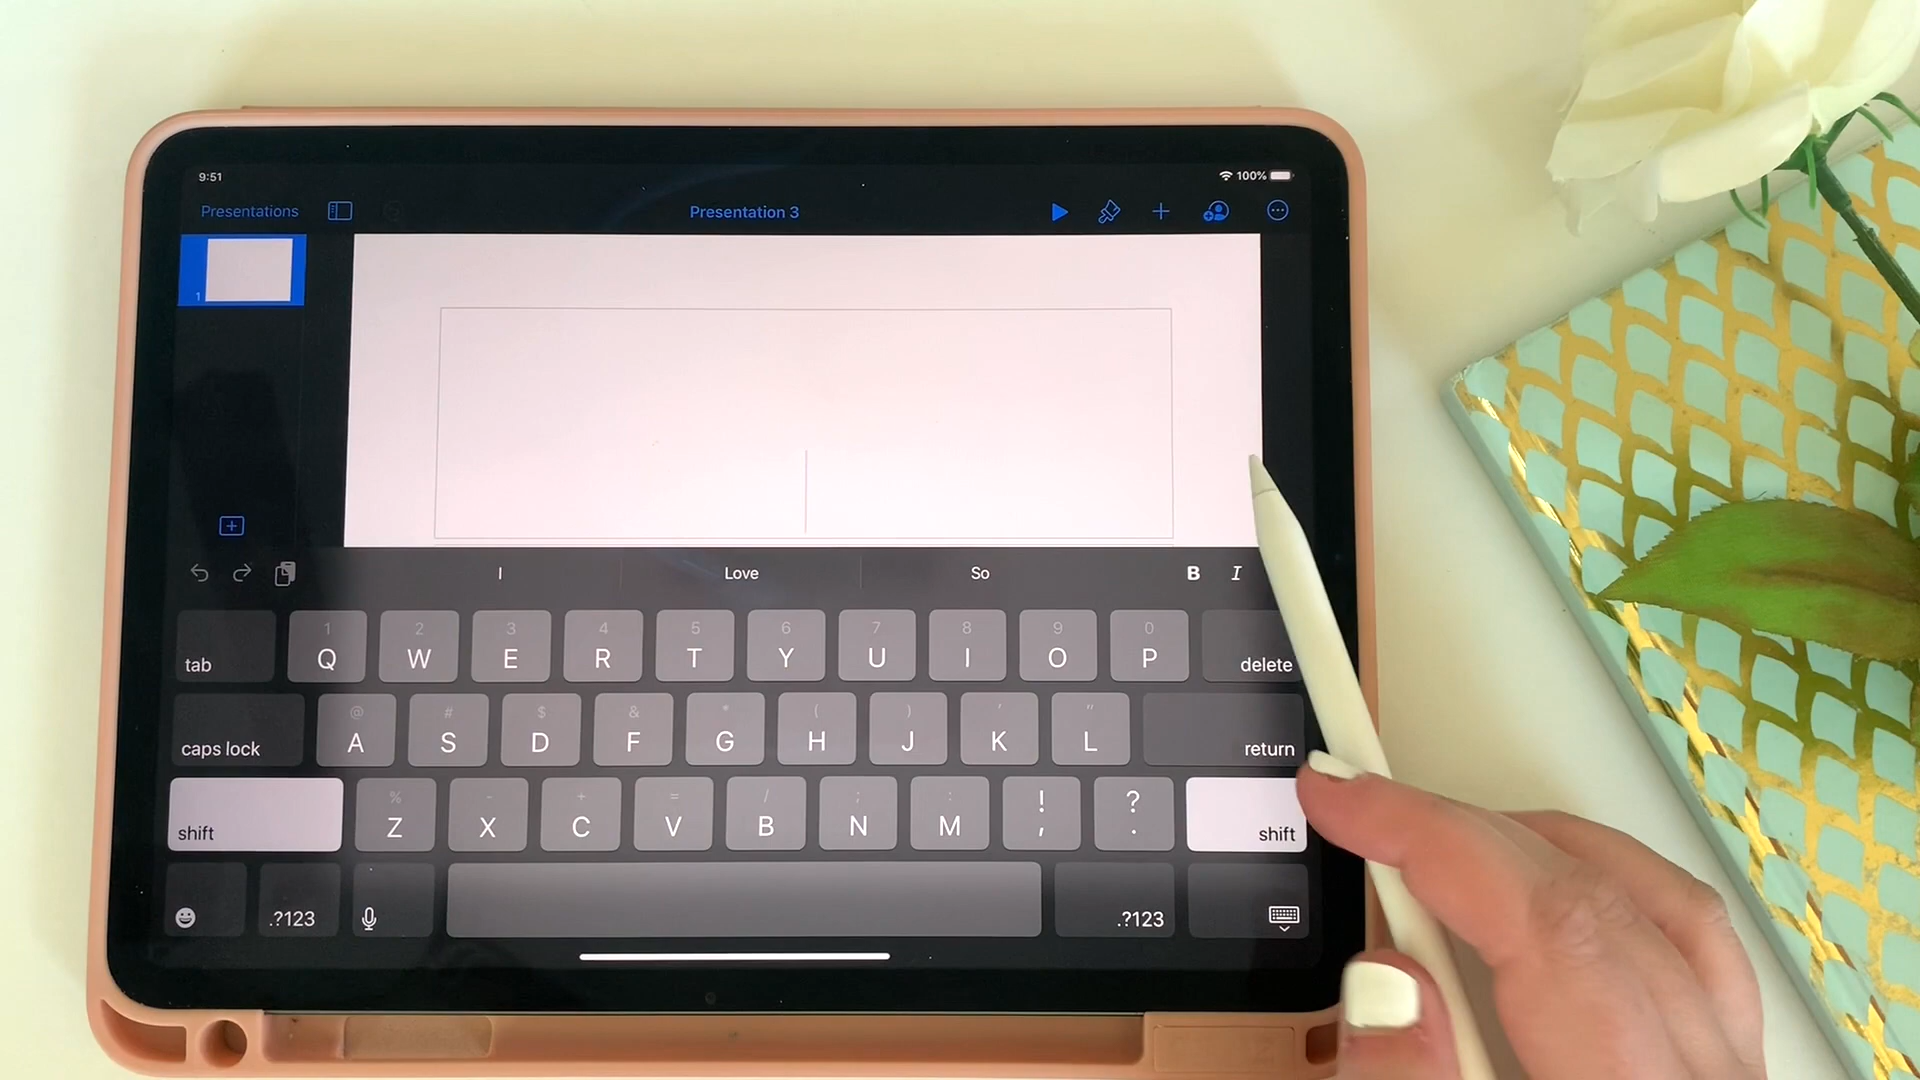 9:51
100%
Presentations
Presentation 3
1
I Love So
B I
1 2 3 4 5 6 7 8 9 0
tab Q W E R T Y U I O P delete
@ # $ & * ( ) ' "
caps lock A S D F G H J K L return
% - + = / ; : ! ?
shift Z X C V B N M , . shift
.?123 .?123